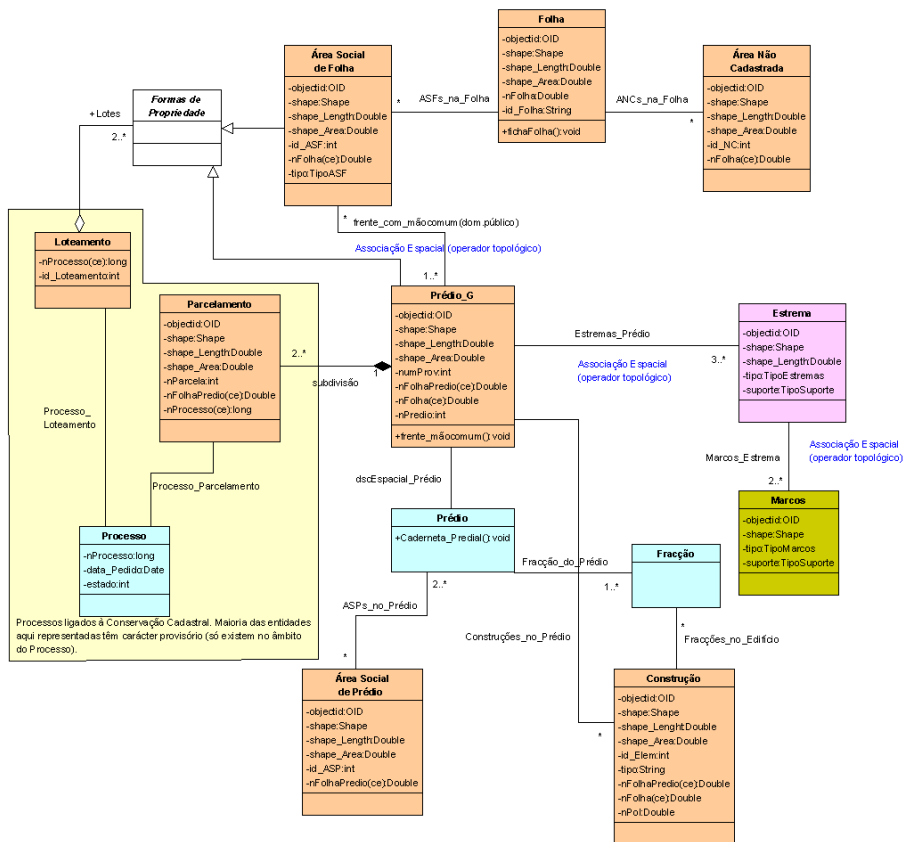 Folha
-objectid:OID
-shape:Shape
-shape_Length:Double
-shape_Area:Double
-nFolha:Double
-id_Folha:String
+fichaFolha():void
Área Social
de Folha
-objectid:OID
-shape:Shape
-shape_Length:Double
-shape_Area:Double
-id_ASF:int
-nFolha(ce):Double
-tipo:TipoASF
Área Não
Cadastrada
-objectid:OID
-shape:Shape
-shape_Length:Double
-shape_Area:Double
-id_NC:int
-nFolha(ce):Double
ASFs_na_Folha
*
ANCs_na_Folha
*
Formas de
Propriedade
+Lotes
2..*
*
frente_com_mãocomum(dom.público)
Associação Espacial (operador topológico)
1..*
Loteamento
-nProcesso(ce):long
-id_Loteamento:int
Parcelamento
-objectid:OID
-shape:Shape
-shape_Length:Double
-shape_Area:Double
-nParcela:int
-nFolhaPredio(ce):Double
-nProcesso(ce):long
2..*
subdivisão
1
Prédio_G
-objectid:OID
-shape:Shape
-shape_Length:Double
-shape_Area:Double
-numProv:int
-nFolhaPredio(ce):Double
-nFolha(ce):Double
-nPredio:int
+frente_mãocomum():void
Estremas_Prédio
3..*
Associação Espacial
(operador topológico)
Estrema
-objectid:OID
-shape:Shape
-shape_Length:Double
-tipo:TipoEstremas
-suporte:TipoSuporte
Processo_
Loteamento
Processo_Parcelamento
Marcos_Estrema
2..*
Associação Espacial
(operador topológico)
Marcos
-objectid:OID
-shape:Shape
-tipo:TipoMarcos
-suporte:TipoSuporte
dscEspacial_Prédio
Processo
-nProcesso:long
-data_Pedido:Date
-estado:int
Prédio
+Caderneta_Predial():void
Fracção_do_Prédio
1..*
Fracção
2..*
ASPs_no_Prédio
*
Processos ligados à Conservação Cadastral. Maioria das entidades
aqui representadas têm carácter provisório (só existem no âmbito
do Processo).
Construções_no_Prédio
*
*
Fracções_no_Edifício
Área Social
de Prédio
-objectid:OID
-shape:Shape
-shape_Length:Double
-shape_Area:Double
-id_ASP:int
-nFolhaPredio(ce):Double
Construção
-objectid:OID
-shape:Shape
-shape_Lenght:Double
-shape_Area:Double
-id_Elem:int
-tipo:String
-nFolhaPredio(ce):Double
-nFolha(ce):Double
-nPol:Double